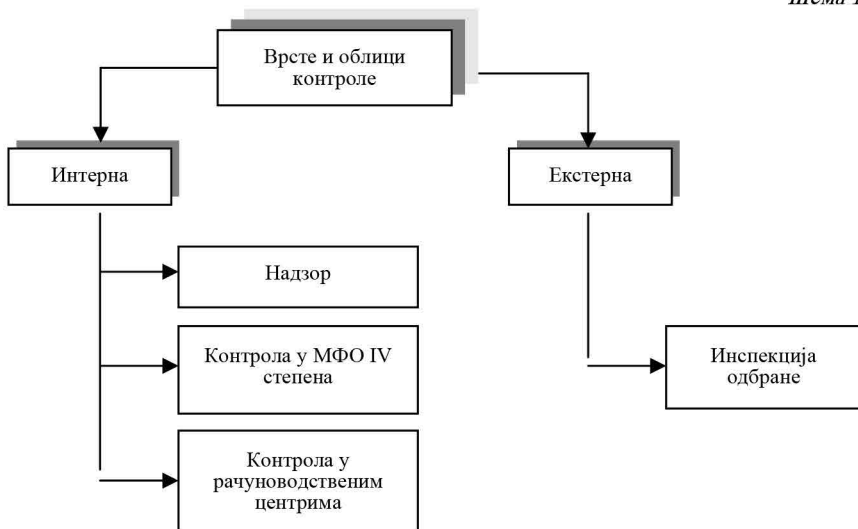 Шема 1
Врсте и облици
контроле
Интерна
Екстерна
Надзор
Контрола у МФО IV
степена
Инспекција
одбране
Контрола у
рачуноводственим
центрима